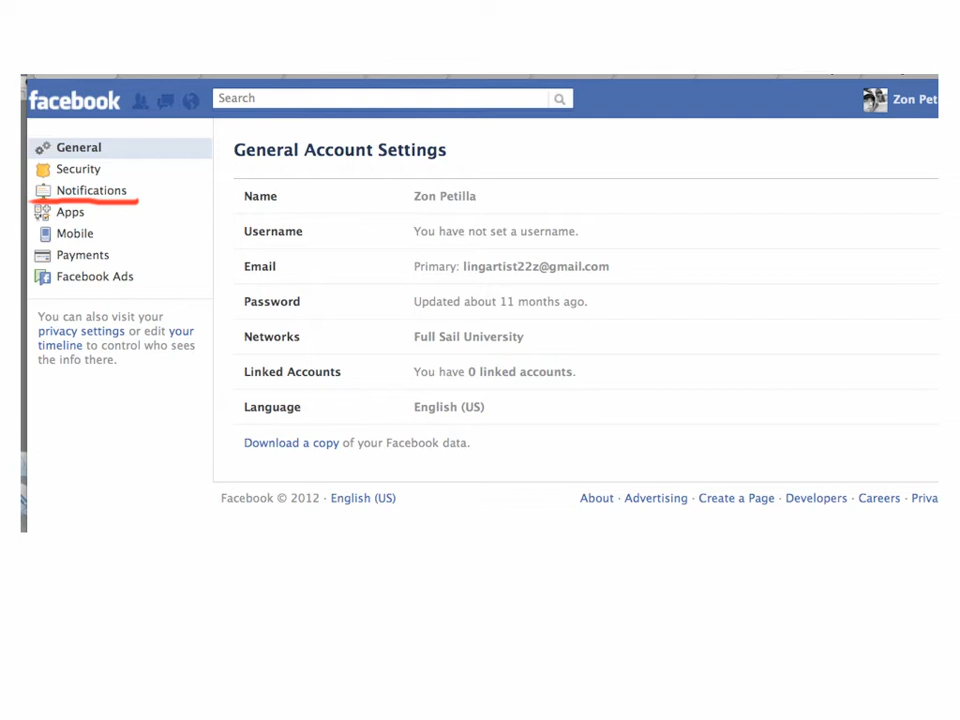 facebook
Search
Zon Pet
General
Security
Notifications
Apps
Mobile
Payments
Facebook Ads
You can also visit your
privacy settings or edit your
timeline to control who sees
the info there.
General Account Settings
Name Zon Petilla
Username You have not set a username.
Email Primary: lingartist22z@gmail.com
Password Updated about 11 months ago.
Networks Full Sail University
Linked Accounts You have 0 linked accounts.
Language English (US)
Download a copy of your Facebook data.
Facebook © 2012 · English (US)
About · Advertising · Create a Page · Developers · Careers · Priva